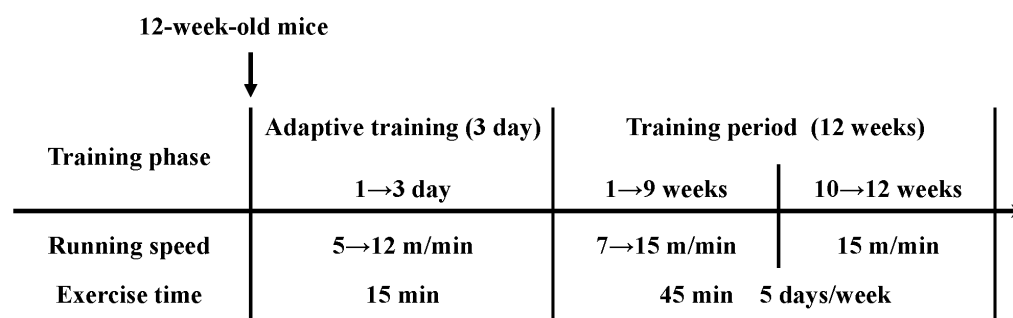 12-week-old mice
Adaptive training (3 day)
Training period (12 weeks)
Training phase
1→3 day
1→9 weeks
10→12 weeks
Running speed
5→12 m/min
7→15 m/min
15 m/min
Exercise time
15 min
45 min 5 days/week